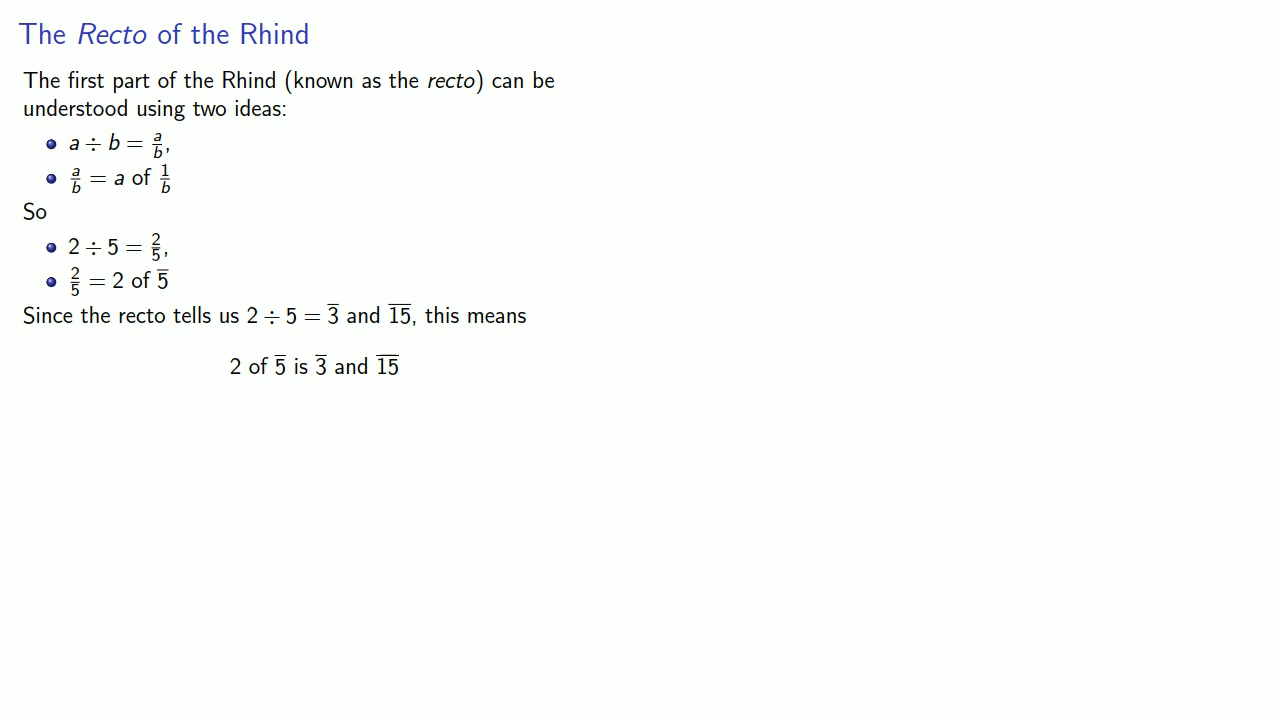 The Recto of the Rhind
The first part of the Rhind (known as the recto) can be
understood using two ideas:
• a ÷ b = a/b,
• a/b = a of 1/b
So
• 2 ÷ 5 = 2/5,
• 2/5 = 2 of 5̅
Since the recto tells us 2 ÷ 5 = 3̅ and 1̅5̅, this means
2 of 5̅ is 3̅ and 1̅5̅